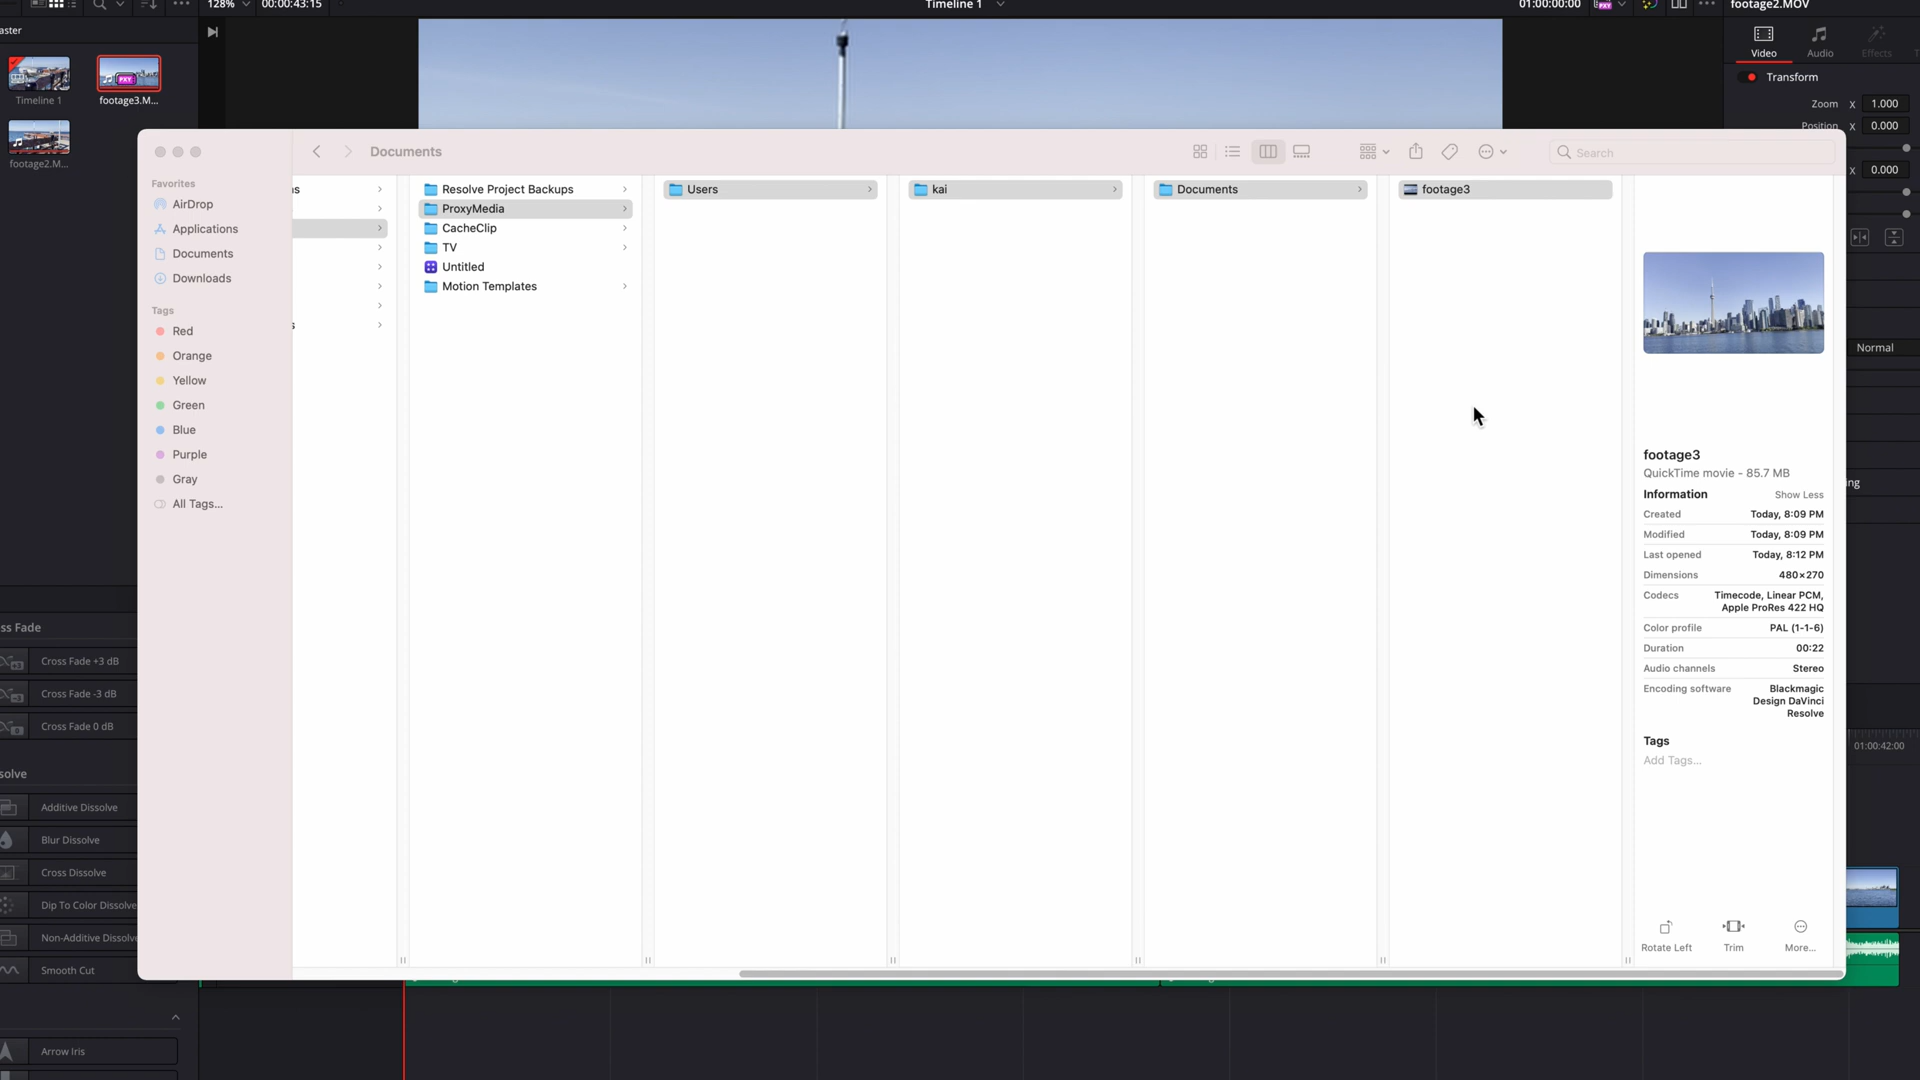 128%
00:00:43:15
Timeline 1
01:00:00:00
footage2.MOV
aster
Timeline 1
PXY
footage3.M...
footage2.M...
Video
Audio
Effects
Transform
Zoom X 1.000
Position X 0.000
0.000
Normal
ing
01:00:42:00
Documents
Search
Favorites
AirDrop
Applications
Documents
Downloads
Tags
Red
Orange
Yellow
Green
Blue
Purple
Gray
All Tags...
s
s
Resolve Project Backups
ProxyMedia
CacheClip
TV
Untitled
Motion Templates
Users
kai
Documents
footage3
footage3
QuickTime movie - 85.7 MB
Information Show Less
Created Today, 8:09 PM
Modified Today, 8:09 PM
Last opened Today, 8:12 PM
Dimensions 480×270
Codecs Timecode, Linear PCM,
Apple ProRes 422 HQ
Color profile PAL (1-1-6)
Duration 00:22
Audio channels Stereo
Encoding software Blackmagic
Design DaVinci
Resolve
Tags
Add Tags...
Rotate Left
Trim
More...
ss Fade
Cross Fade +3 dB
Cross Fade -3 dB
Cross Fade 0 dB
solve
Additive Dissolve
Blur Dissolve
Cross Dissolve
Dip To Color Dissolve
Non-Additive Dissolve
Smooth Cut
Arrow Iris